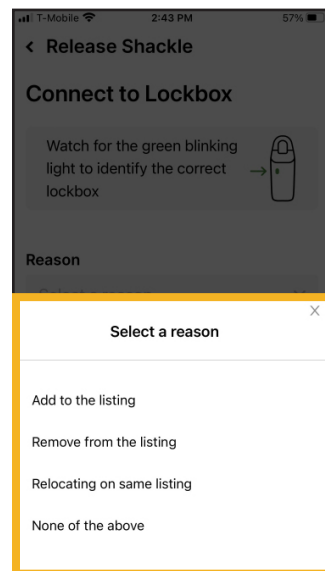 T-Mobile 2:43 PM 57%
< Release Shackle
Connect to Lockbox
Watch for the green blinking
light to identify the correct
lockbox
Reason
Select a reason
Select a reason
Add to the listing
Remove from the listing
Relocating on same listing
None of the above